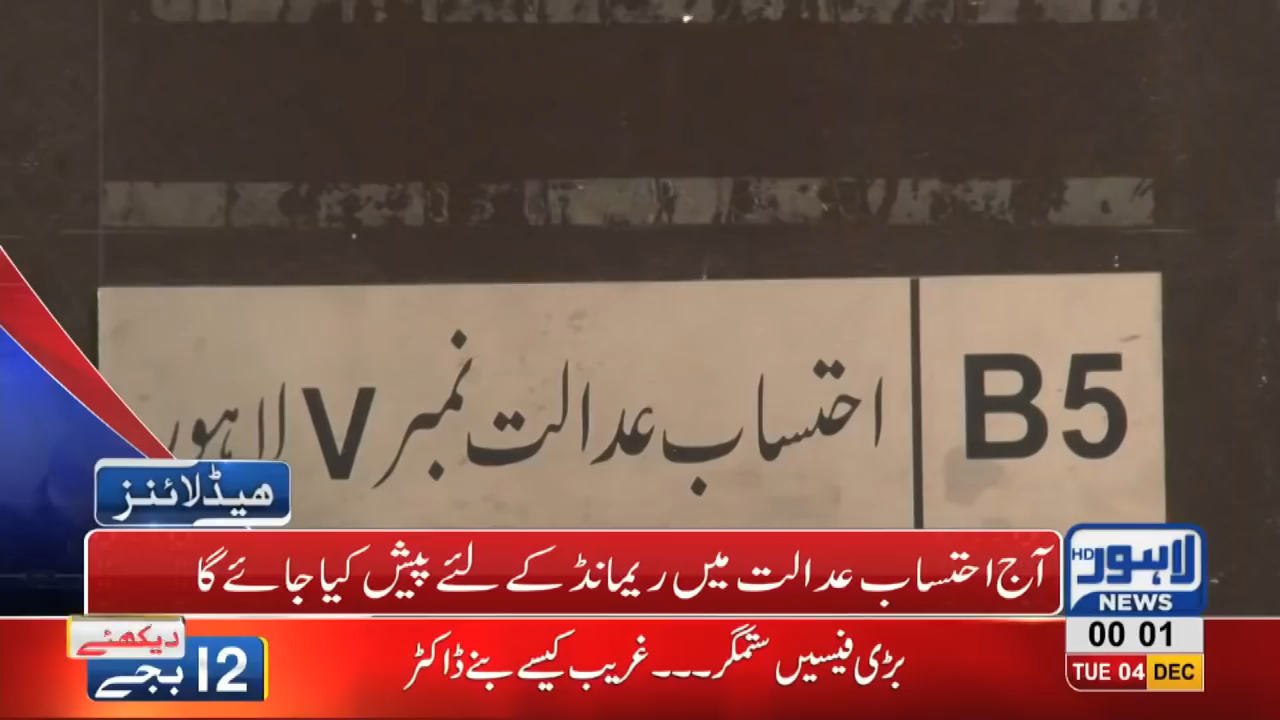 احتساب عدالت نمبر V لاہور
B5
ھیڈلائنز
آج احتساب عدالت میں ریمانڈ کے لئے پیش کیا جائے گا
لاہور HD
NEWS
00 01
TUE 04 DEC
دیکھئے
12 بجے
بڑی فیسیں ستمگر۔۔۔غریب کیسے بنے ڈاکٹر